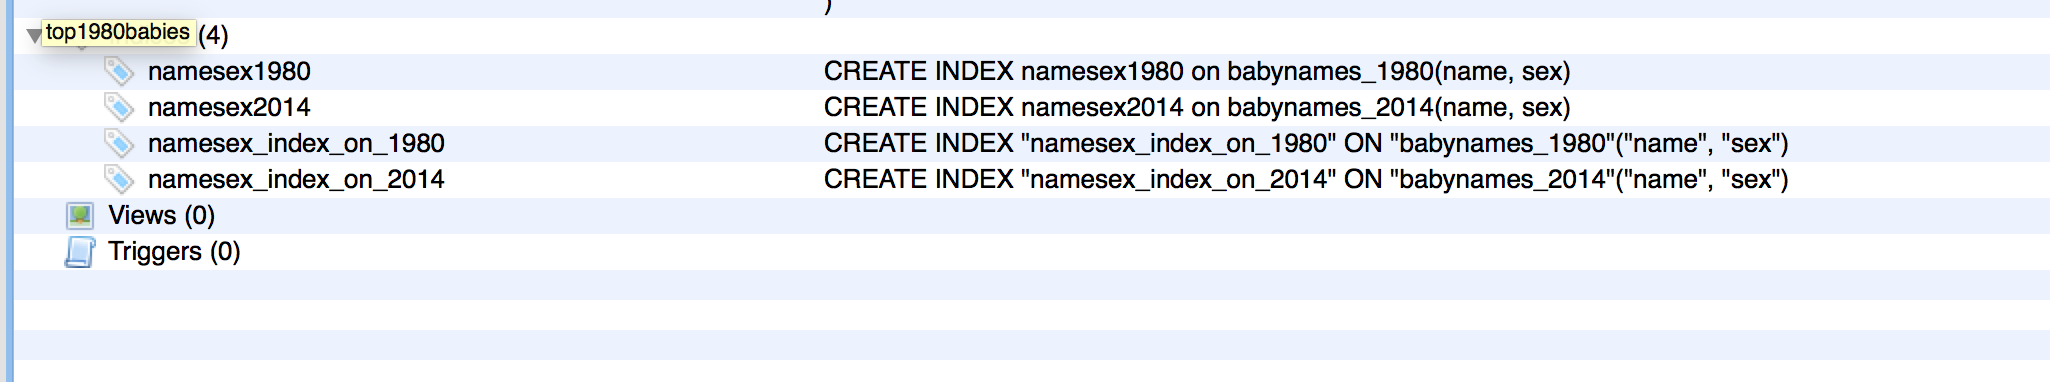 )
top1980babies (4)
namesex1980 CREATE INDEX namesex1980 on babynames_1980(name, sex)
namesex2014 CREATE INDEX namesex2014 on babynames_2014(name, sex)
namesex_index_on_1980 CREATE INDEX "namesex_index_on_1980" ON "babynames_1980"("name", "sex")
namesex_index_on_2014 CREATE INDEX "namesex_index_on_2014" ON "babynames_2014"("name", "sex")
Views (0)
Triggers (0)